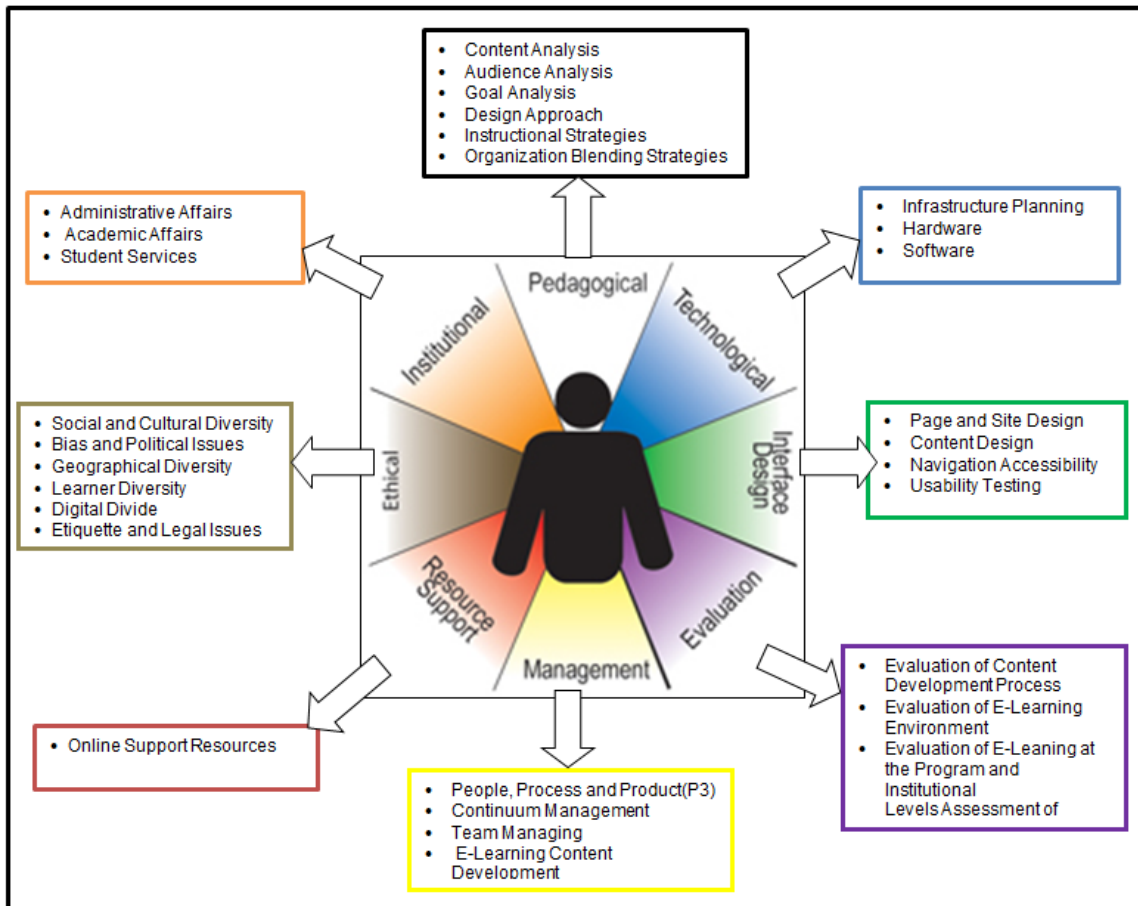 • Content Analysis
• Audience Analysis
• Goal Analysis
• Design Approach
• Instructional Strategies
• Organization Blending Strategies
• Administrative Affairs
• Academic Affairs
• Student Services
• Infrastructure Planning
• Hardware
• Software
Pedagogical
Institutional
Technological
Ethical
Interface
Design
Resource
Support
Evaluation
Management
• Social and Cultural Diversity
• Bias and Political Issues
• Geographical Diversity
• Learner Diversity
• Digital Divide
• Etiquette and Legal Issues
• Page and Site Design
• Content Design
• Navigation Accessibility
• Usability Testing
• Online Support Resources
• People, Process and Product(P3)
• Continuum Management
• Team Managing
• E-Learning Content
Development
• Evaluation of Content
Development Process
• Evaluation of E-Learning
Environment
• Evaluation of E-Leaning at
the Program and
Institutional
Levels Assessment of